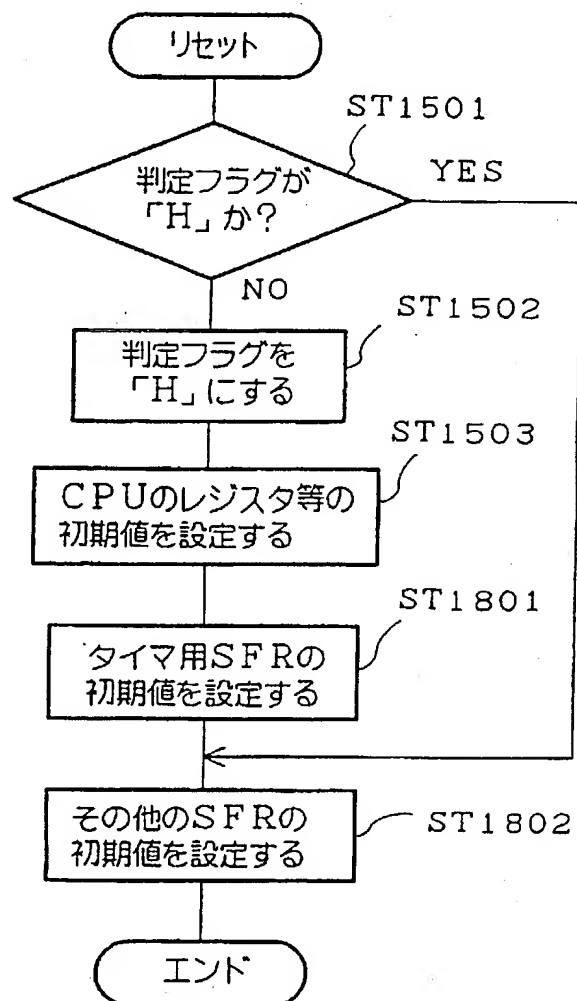 リセット
ST1501
判定フラグが
「H」か?
YES
NO
ST1502
判定フラグを
「H」にする
ST1503
CPUのレジスタ等の
初期値を設定する
ST1801
タイマ用SFRの
初期値を設定する
その他のSFRの
初期値を設定する
ST1802
エンド